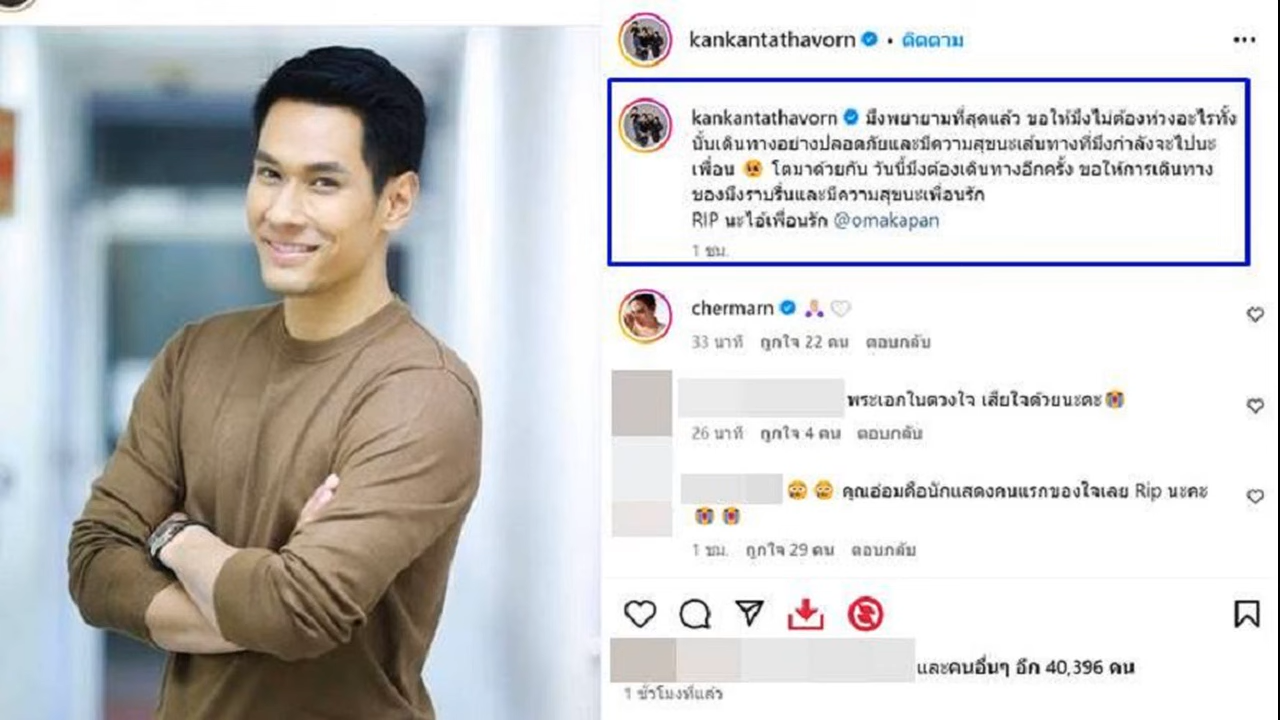 kankantathavorn • ติดตาม
kankantathavorn มึงพยายามที่สุดแล้ว ขอให้มึงไม่ต้องห่วงอะไรทั้ง
นั้นเดินทางอย่างปลอดภัยและมีความสุขนะเส้นทางที่มึงกำลังจะไปนะ
เพื่อน 😢 โตมาด้วยกัน วันนี้มึงต้องเดินทางอีกครั้ง ขอให้การเดินทาง
ของมึงราบรื่นและมีความสุขนะเพื่อนรัก
RIP นะไอ้เพื่อนรัก @omakapan
1 ชม.
chermarn 🙏🏼🤍
33 นาที ถูกใจ 22 คน ตอบกลับ
พระเอกในดวงใจ เสียใจด้วยนะคะ😭
26 นาที ถูกใจ 4 คน ตอบกลับ
😢😢 คุณอ๋อมคือนักแสดงคนแรกของใจเลย Rip นะคะ
😭😭
1 ชม. ถูกใจ 29 คน ตอบกลับ
และคนอื่นๆ อีก 40,396 คน
1 ชั่วโมงที่แล้ว